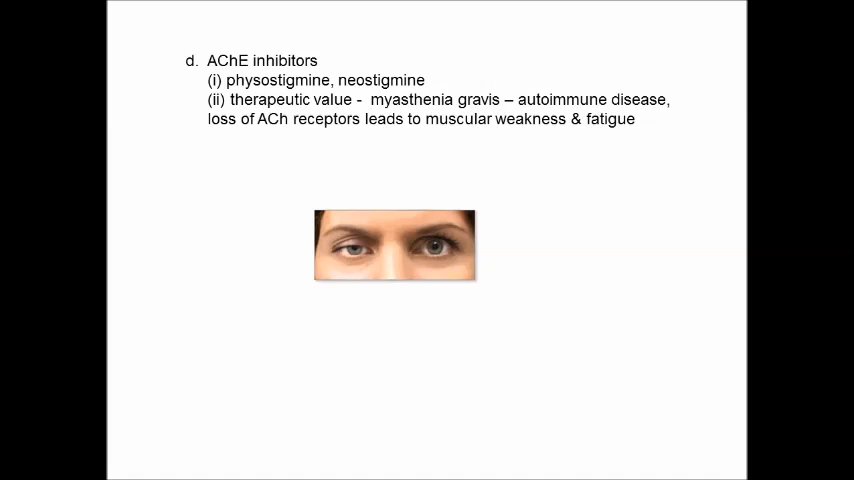 d. AChE inhibitors
(i) physostigmine, neostigmine
(ii) therapeutic value - myasthenia gravis – autoimmune disease,
loss of ACh receptors leads to muscular weakness & fatigue